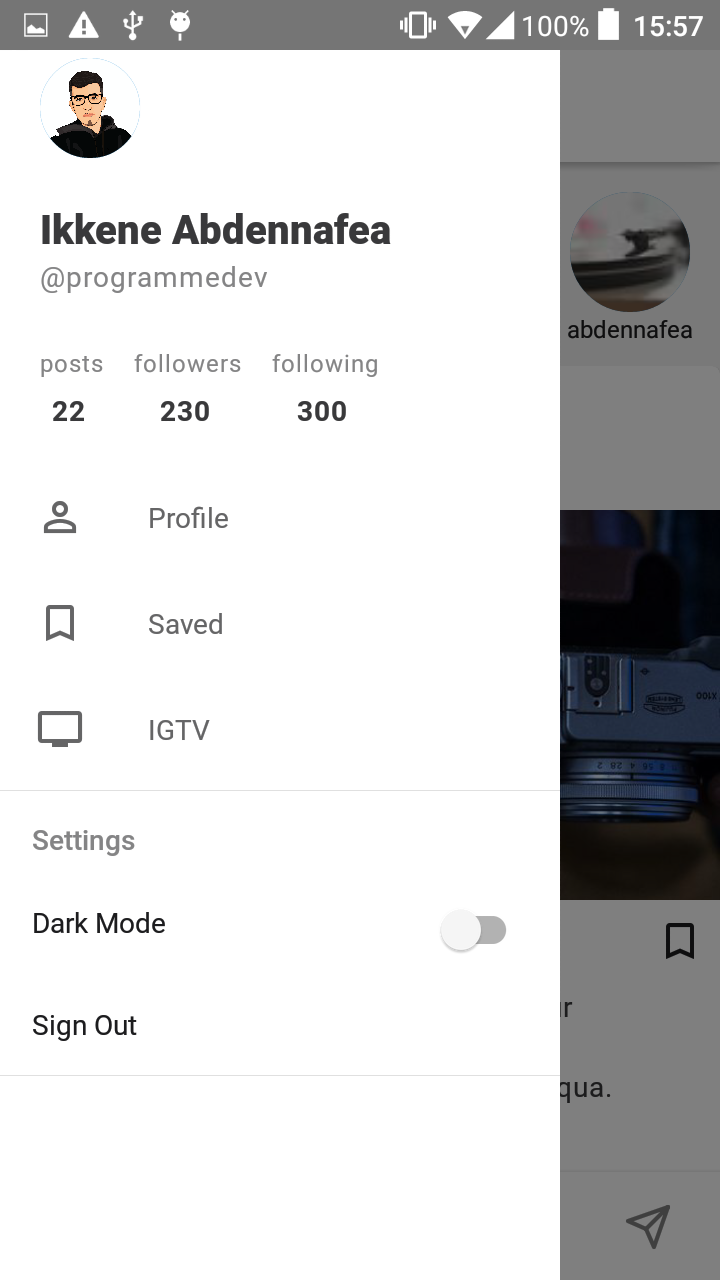 100% 15:57
Ikkene Abdennafea
@programmedev
abdennafea
posts followers following
22 230 300
Profile
Saved
IGTV
X100
Settings
Dark Mode
Sign Out
qua.